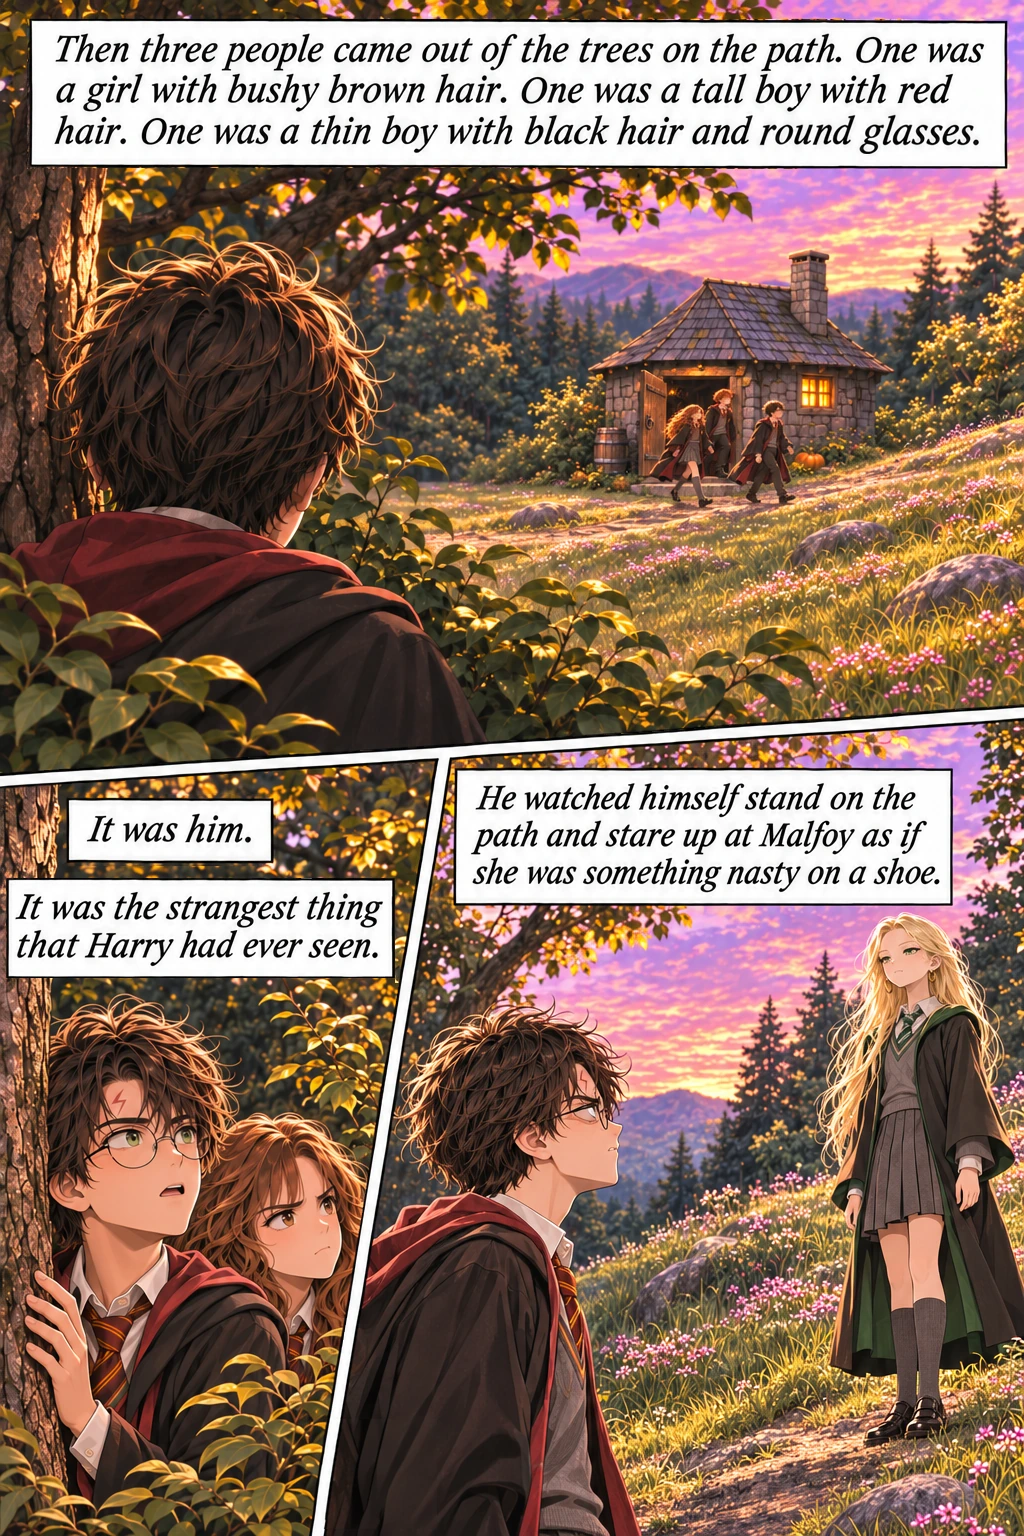 Then three people came out of the trees on the path. One was
a girl with bushy brown hair. One was a tall boy with red
hair. One was a thin boy with black hair and round glasses.
It was him.
It was the strangest thing
that Harry had ever seen.
He watched himself stand on the
path and stare up at Malfoy as if
she was something nasty on a shoe.